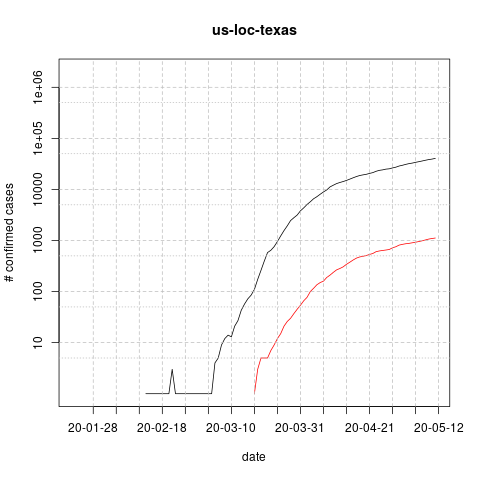 us-loc-texas
# confirmed cases
1e+06
1e+05
10000
1000
100
10
20-01-28
20-02-18
20-03-10
20-03-31
20-04-21
20-05-12
date